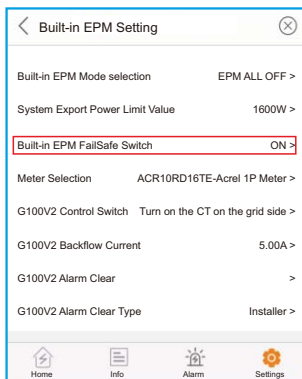 Built-in EPM Setting
Built-in EPM Mode selection EPM ALL OFF >
System Export Power Limit Value 1600W >
Built-in EPM FailSafe Switch ON >
Meter Selection ACR10RD16TE-Acrel 1P Meter >
G100V2 Control Switch Turn on the CT on the grid side >
G100V2 Backflow Current 5.00A >
G100V2 Alarm Clear >
G100V2 Alarm Clear Type Installer >
Home Info Alarm Settings